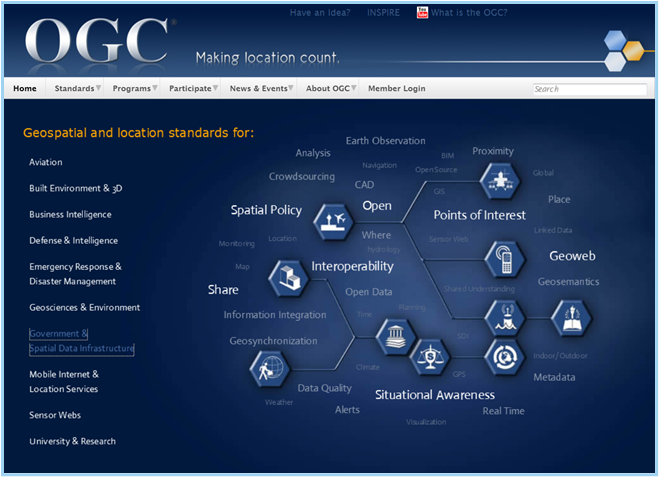 Have an Idea?
INSPIRE
You Tube
What is the OGC?
OGC®
Making location count.
Home
Standards
Programs
Participate
News & Events
About OGC
Member Login
Search
Geospatial and location standards for:
Aviation
Built Environment & 3D
Business Intelligence
Defense & Intelligence
Emergency Response &
Disaster Management
Geosciences & Environment
Government &
Spatial Data Infrastructure
Mobile Internet &
Location Services
Sensor Webs
University & Research
Earth Observation
Analysis
BIM
Proximity
Navigation
OpenSource
Global
Crowdsourcing
CAD
GIS
Place
Spatial Policy
Open
Points of Interest
Where
Linked Data
Monitoring
Location
Sensor Web
hydrology
Geoweb
Map
Interoperability
Share
Open Data
Shared Understanding
Geosemantics
Information Integration
Time
Planning
Geosynchronization
SDI
Indoor/Outdoor
Climate
GPS
Metadata
Data Quality
Situational Awareness
Weather
Alerts
Real Time
Visualization